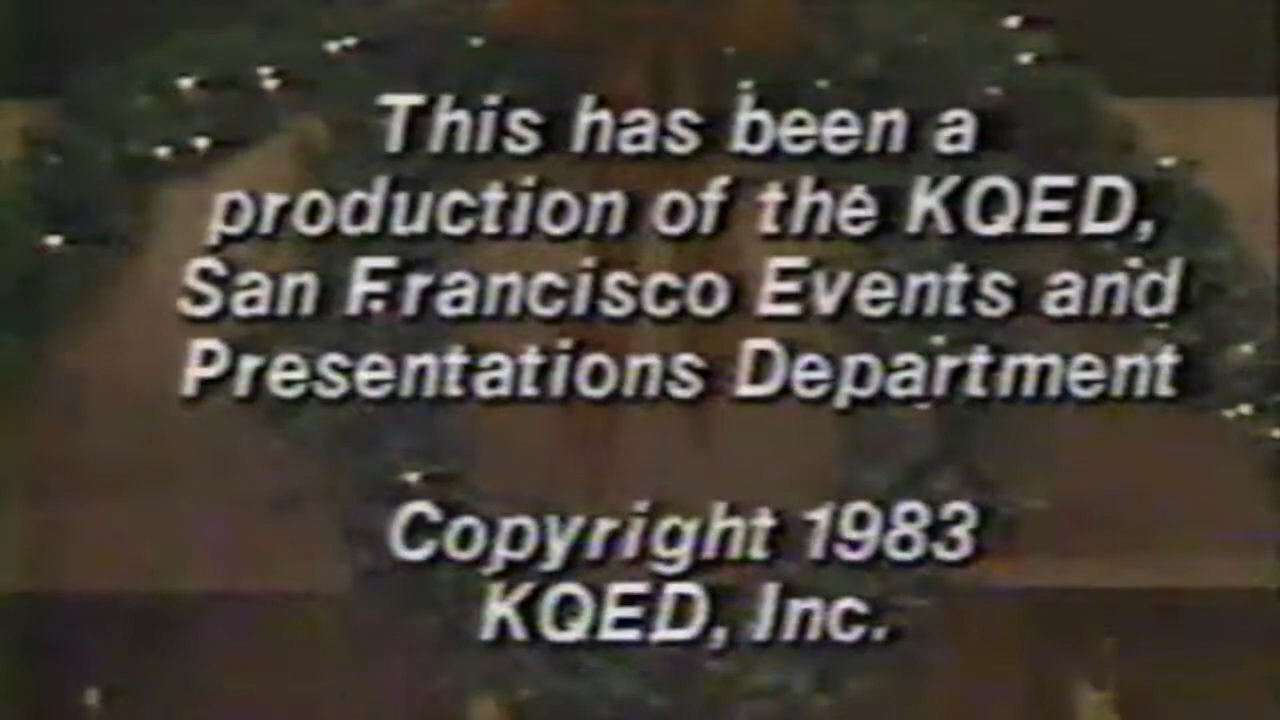 This has been a
production of the KQED,
San Francisco Events and
Presentations Department
Copyright 1983
KQED, Inc.